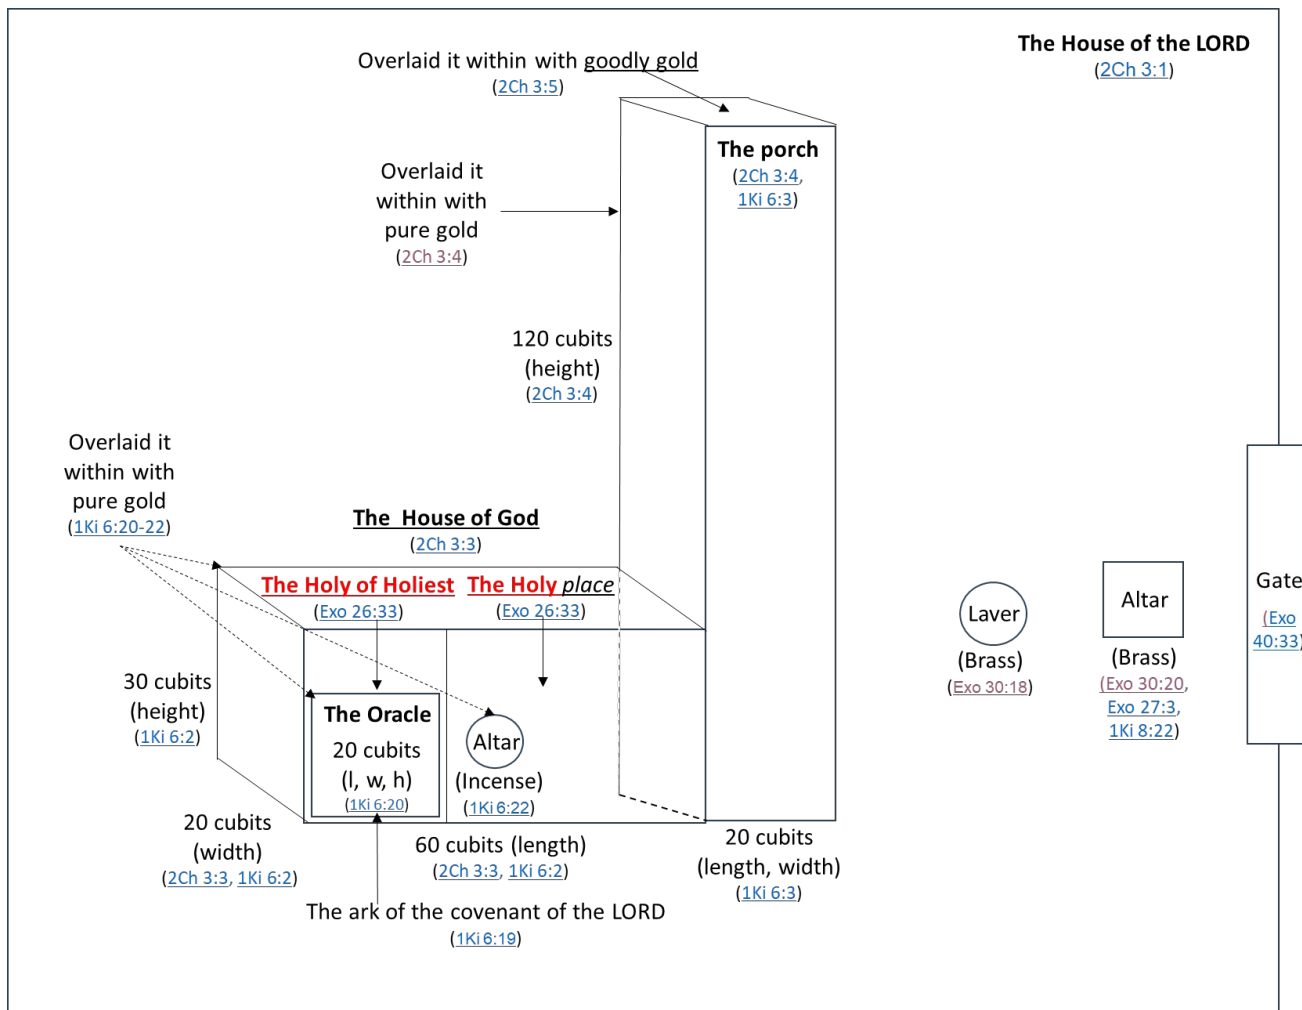 The House of the LORD
(2Ch 3:1)
Overlaid it within with goodly gold
(2Ch 3:5)
The porch
(2Ch 3:4,
1Ki 6:3)
Overlaid it
within with
pure gold
(2Ch 3:4)
120 cubits
(height)
(2Ch 3:4)
Overlaid it
within with
pure gold
(1Ki 6:20-22)
The House of God
(2Ch 3:3)
The Holy of Holiest
(Exo 26:33)
The Holy place
(Exo 26:33)
30 cubits
(height)
(1Ki 6:2)
The Oracle
20 cubits
(l, w, h)
(1Ki 6:20)
Altar
(Incense)
(1Ki 6:22)
20 cubits
(width)
(2Ch 3:3, 1Ki 6:2)
60 cubits (length)
(2Ch 3:3, 1Ki 6:2)
20 cubits
(length, width)
(1Ki 6:3)
The ark of the covenant of the LORD
(1Ki 6:19)
Laver
(Brass)
(Exo 30:18)
Altar
(Brass)
(Exo 30:20,
Exo 27:3,
1Ki 8:22)
Gate
(Exo
40:33)